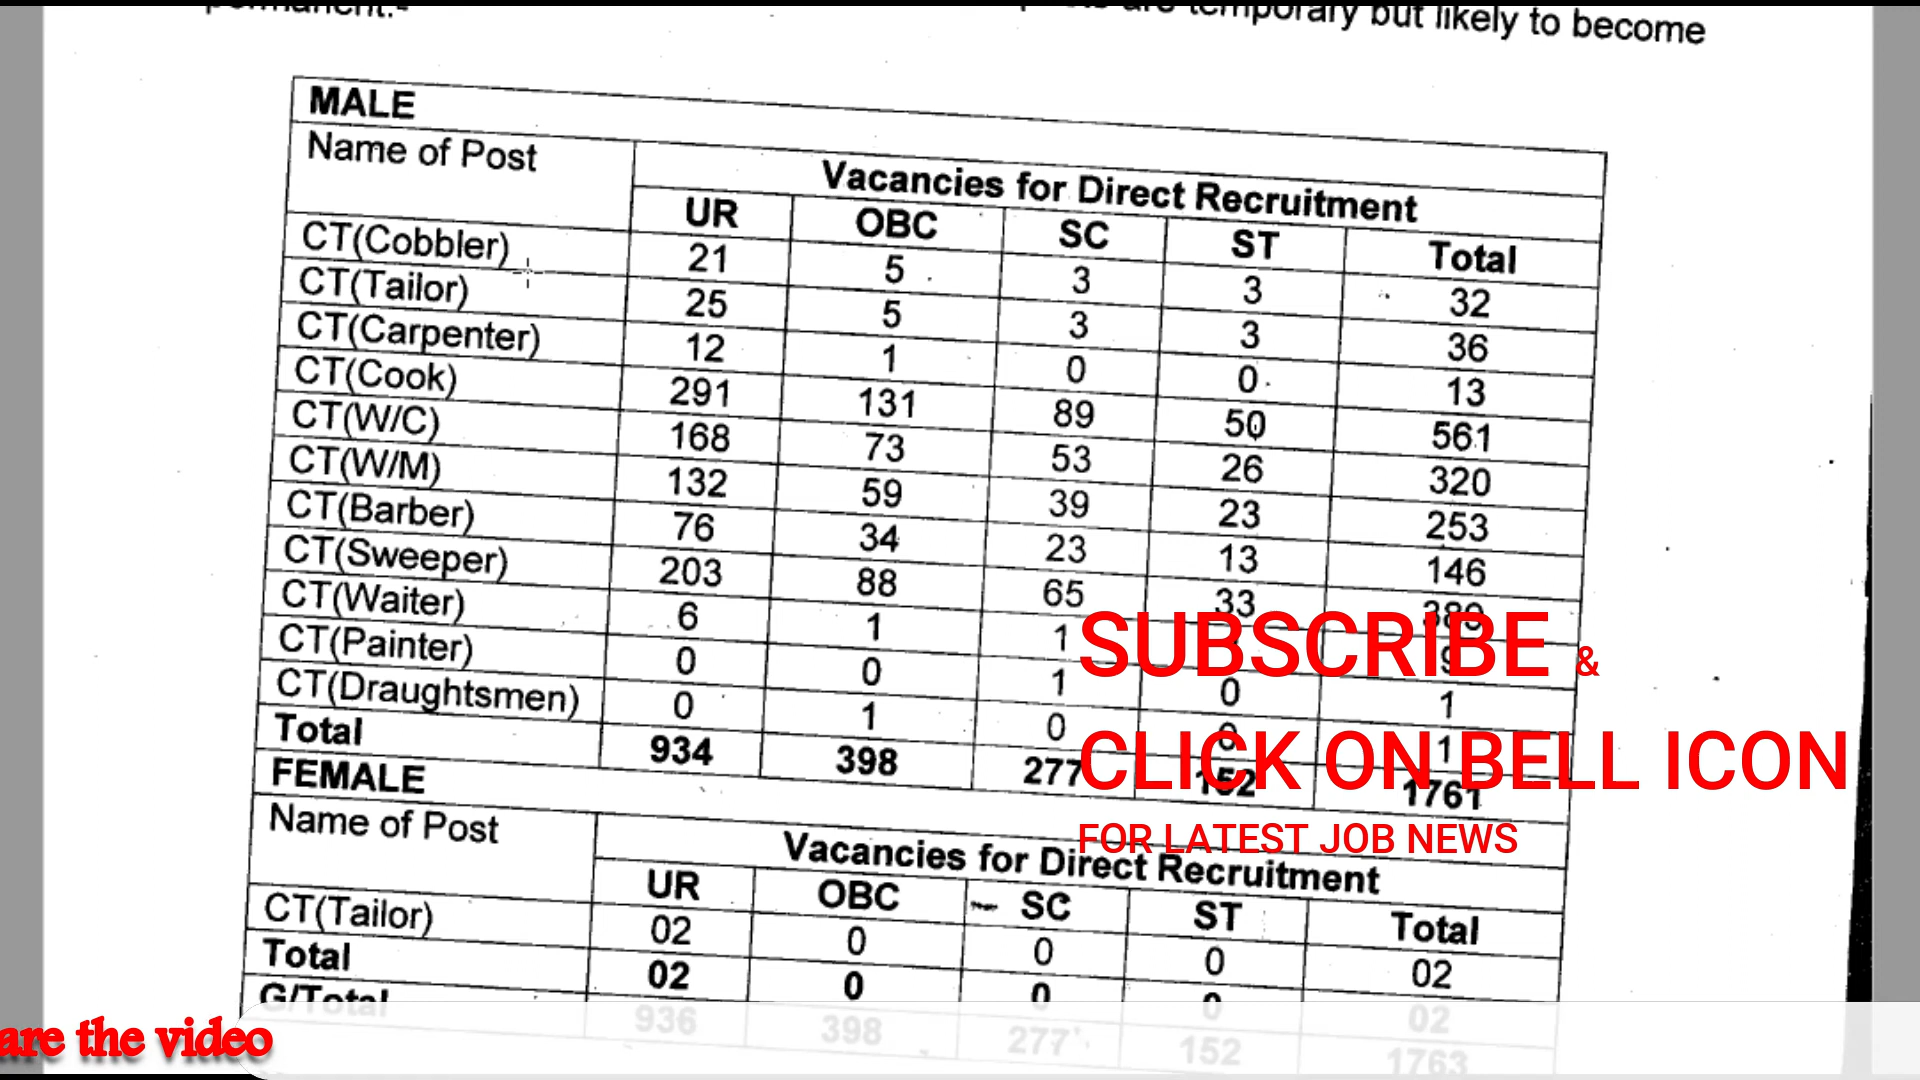 are temporary but likely to become
permanent.-
MALE
Name of Post Vacancies for Direct Recruitment
UR OBC SC ST Total
CT(Cobbler) 21 5 3 3 32
CT(Tailor) 25 5 3 3 36
CT(Carpenter) 12 1 0 0 13
CT(Cook) 291 131 89 50 561
CT(W/C) 168 73 53 26 320
CT(W/M) 132 59 39 23 253
CT(Barber) 76 34 23 13 146
CT(Sweeper) 203 88 65 33 389
CT(Waiter) 6 1 1 9
CT(Painter) 0 0 1 0 1
CT(Draughtsmen) 0 1 0 0 1
Total 934 398 277 152 1761
FEMALE
Name of Post Vacancies for Direct Recruitment
UR OBC SC ST Total
CT(Tailor) 02 0 0 0 02
Total 02 0 0 0 02
G/Total 936 398 277 152 1763
SUBSCRIBE &
CLICK ON BELL ICON
FOR LATEST JOB NEWS
are the video